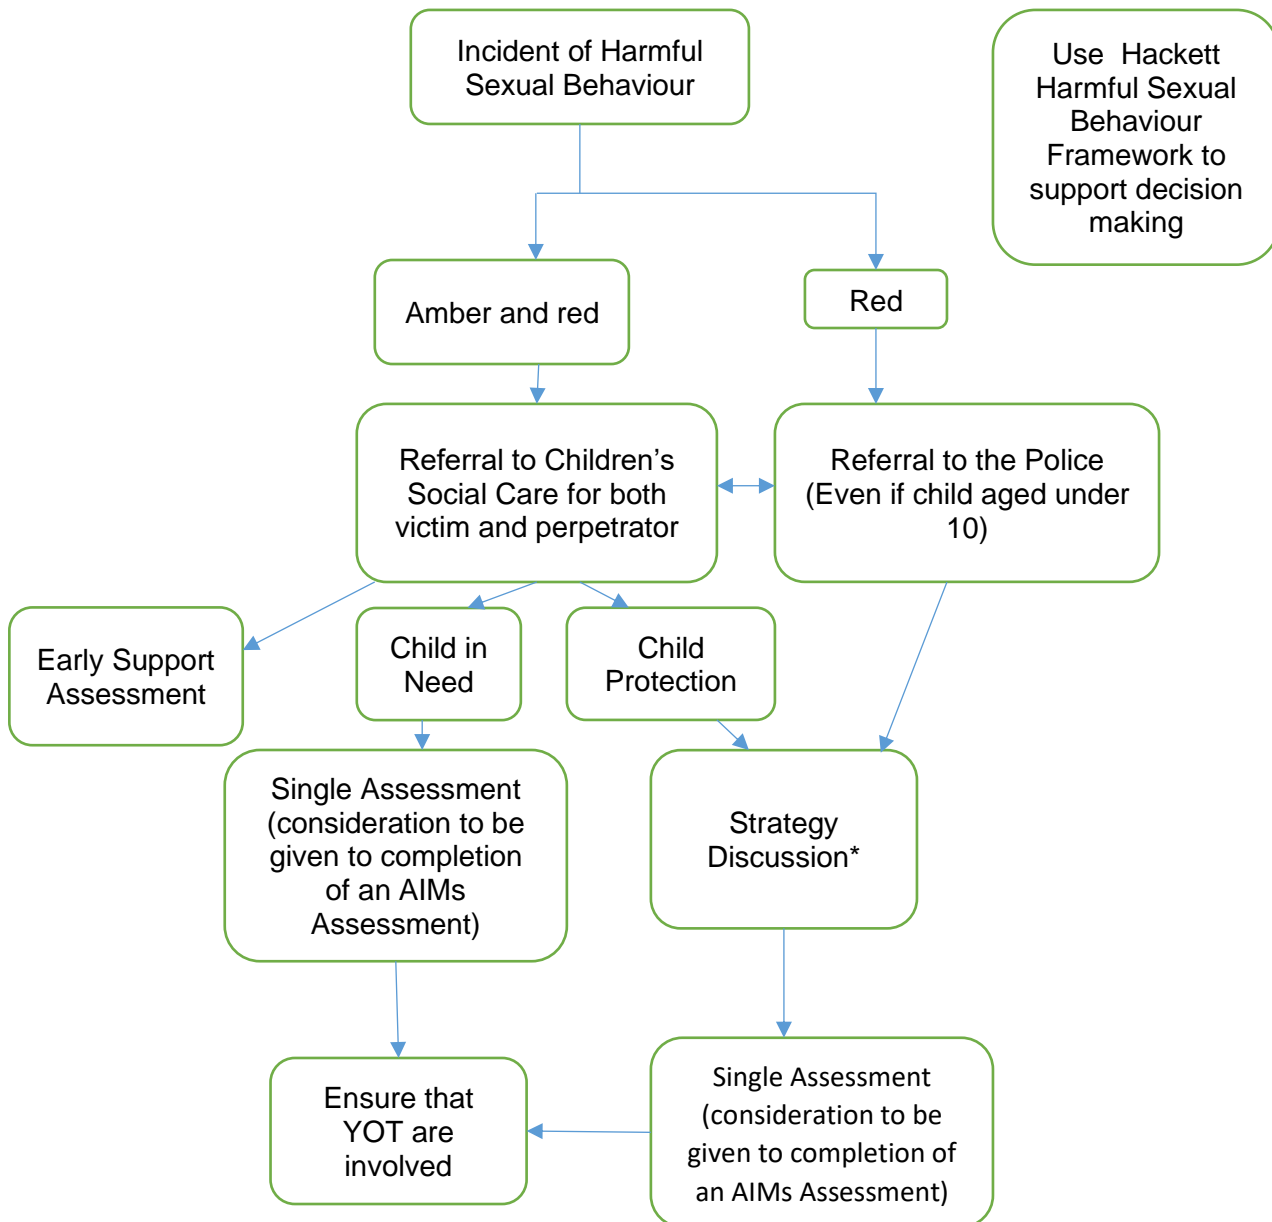 Incident of Harmful
Sexual Behaviour
Use Hackett
Harmful Sexual
Behaviour
Framework to
support decision
making
Amber and red
Red
Referral to Children’s
Social Care for both
victim and perpetrator
Referral to the Police
(Even if child aged under
10)
Early Support
Assessment
Child in
Need
Child
Protection
Single Assessment
(consideration to be
given to completion
of an AIMs
Assessment)
Strategy
Discussion*
Ensure that
YOT are
involved
Single Assessment
(consideration to be
given to completion of
an AIMs Assessment)